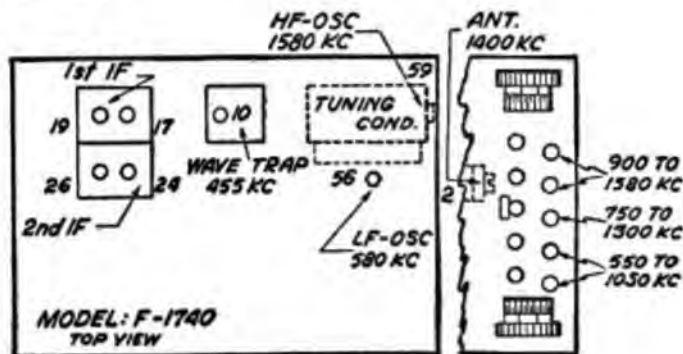 HF-OSC
1580 KC
ANT.
1400 KC
1st IF
59
19
17
10
TUNING
COND.
WAVE TRAP
455 KC
26
24
56
2
2nd IF
LF-OSC
580 KC
900 TO
1580 KC
750 TO
1300 KC
550 TO
1050 KC
MODEL: F-1740
TOP VIEW